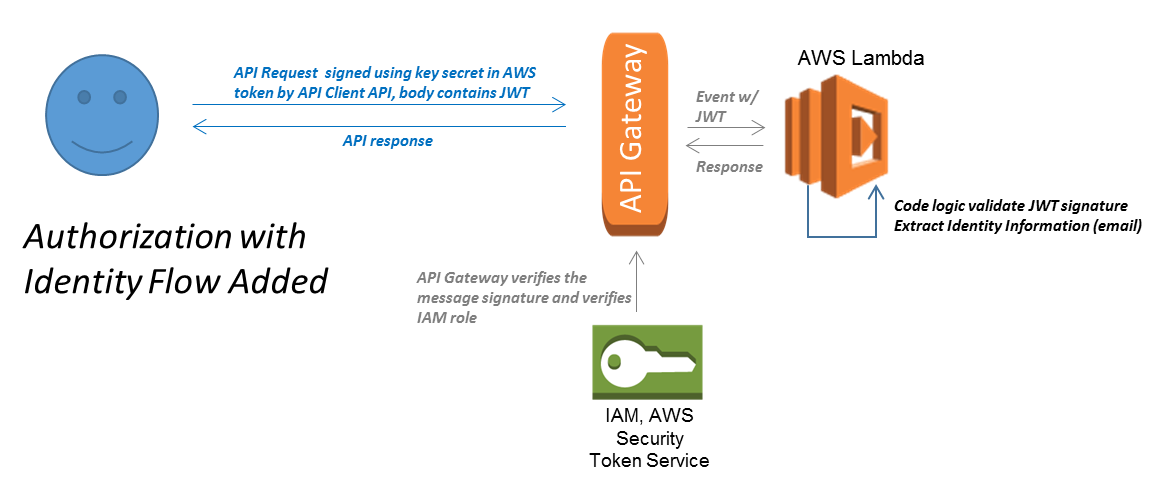 API Request signed using key secret in AWS
token by API Client API, body contains JWT
API response
API Gateway
Event w/
JWT
Response
AWS Lambda
Code logic validate JWT signature
Extract Identity Information (email)
Authorization with
Identity Flow Added
API Gateway verifies the
message signature and verifies
IAM role
IAM, AWS
Security
Token Service